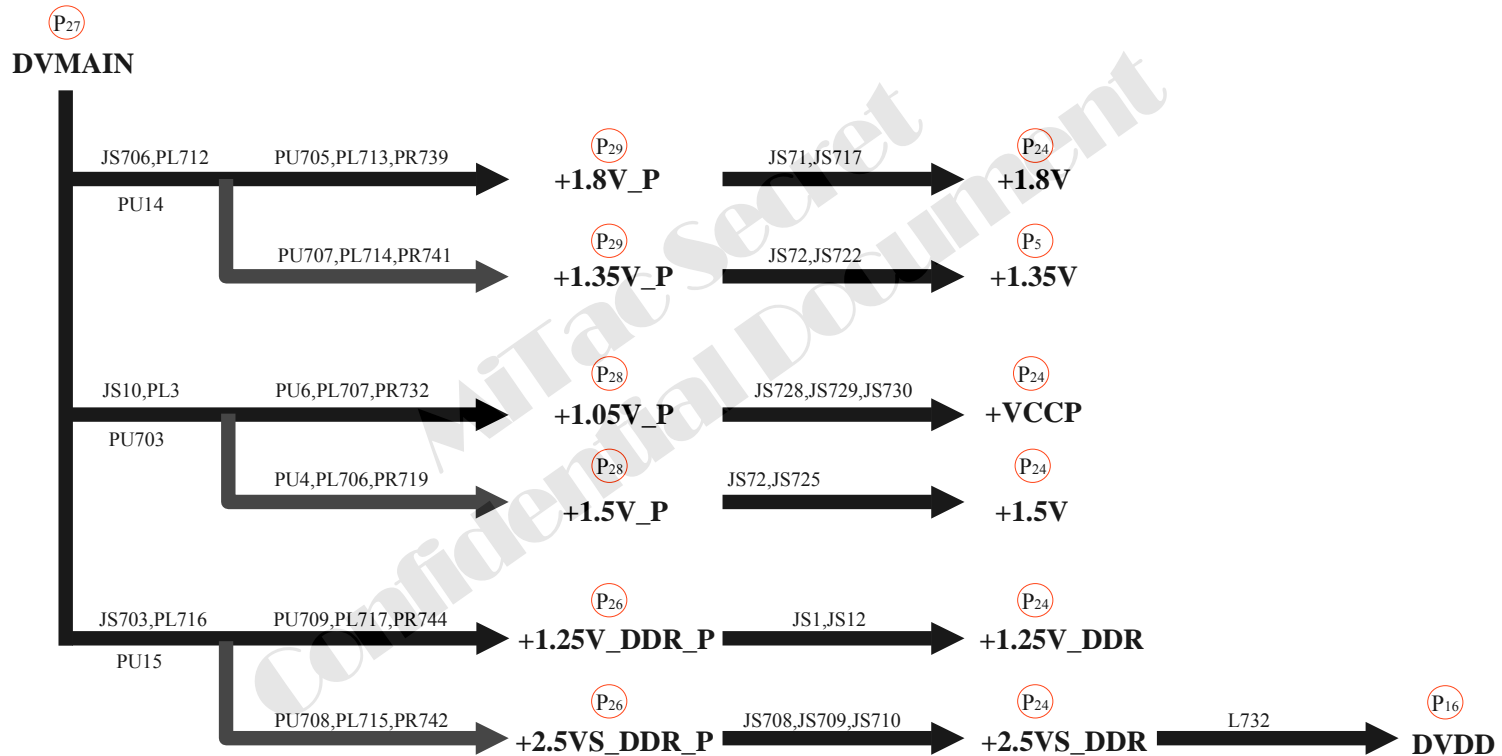 P27
DVMAIN
JS706,PL712
PU705,PL713,PR739
PU14
P29
+1.8V_P
JS71,JS717
P24
+1.8V
PU707,PL714,PR741
P29
+1.35V_P
JS72,JS722
P5
+1.35V
JS10,PL3
PU6,PL707,PR732
PU703
P28
+1.05V_P
JS728,JS729,JS730
P24
+VCCP
PU4,PL706,PR719
P28
+1.5V_P
JS72,JS725
P24
+1.5V
JS703,PL716
PU709,PL717,PR744
PU15
P26
+1.25V_DDR_P
JS1,JS12
P24
+1.25V_DDR
PU708,PL715,PR742
P26
+2.5VS_DDR_P
JS708,JS709,JS710
P24
+2.5VS_DDR
L732
P16
DVDD
MiTac Secret
Confidential Document